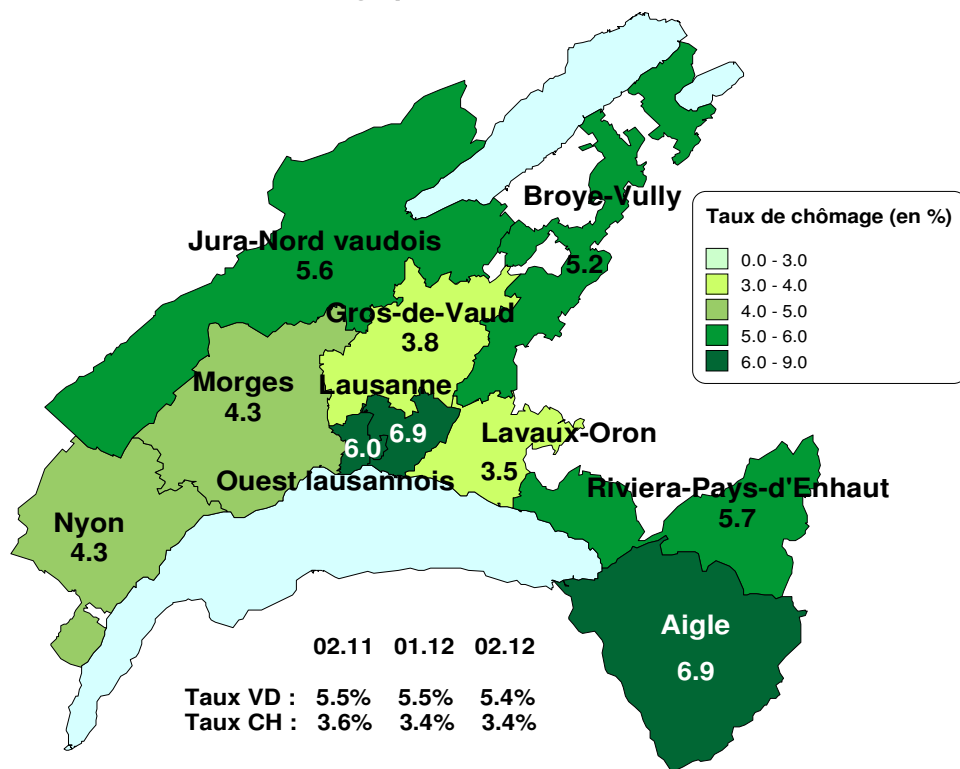 Broye-Vully
5.2
Jura-Nord vaudois
5.6
Gros-de-Vaud
3.8
Morges
4.3
Lausanne
6.9
6.0
Ouest lausannois
Lavaux-Oron
3.5
Riviera-Pays-d'Enhaut
5.7
Nyon
4.3
Aigle
6.9
Taux de chômage (en %)
0.0 - 3.0
3.0 - 4.0
4.0 - 5.0
5.0 - 6.0
6.0 - 9.0
02.11 01.12 02.12
Taux VD : 5.5% 5.5% 5.4%
Taux CH : 3.6% 3.4% 3.4%